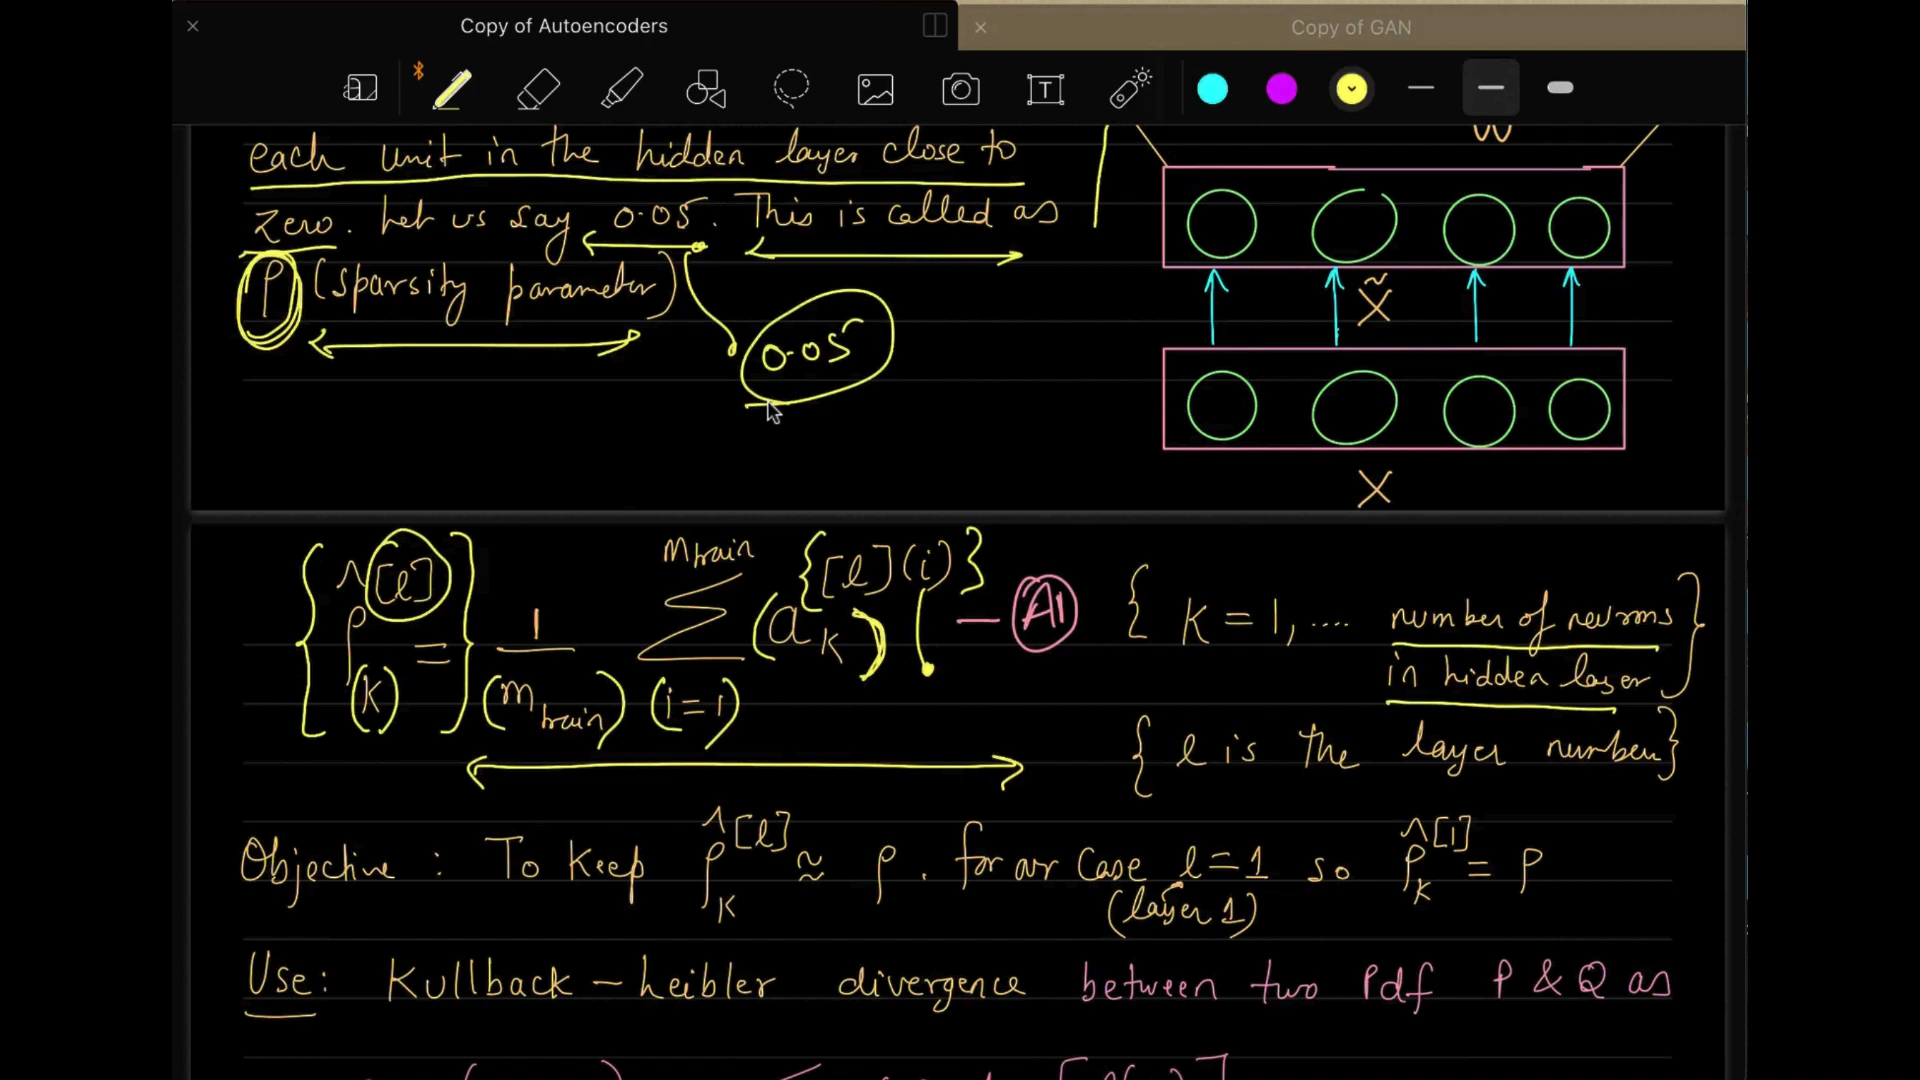 Copy of Autoencoders
Copy of GAN
each unit in the hidden layer close to
zero. Let us say 0.05. This is called as
ρ (sparsity parameter)
0.05
X̃
X
{ρ̂^[l]_(k)} = 1/(m_train) Σ_(i=1)^(m_train) (a_k)^{[l](i)} — A1
{ K = 1, .... number of neurons
in hidden layer }
{ l is the layer number }
Objective : To Keep ρ̂_K^[l] ≈ ρ . for our case l = 1 so ρ̂_K^[1] = ρ
(layer 1)
Use: Kullback – Leibler divergence between two Pdf P & Q as